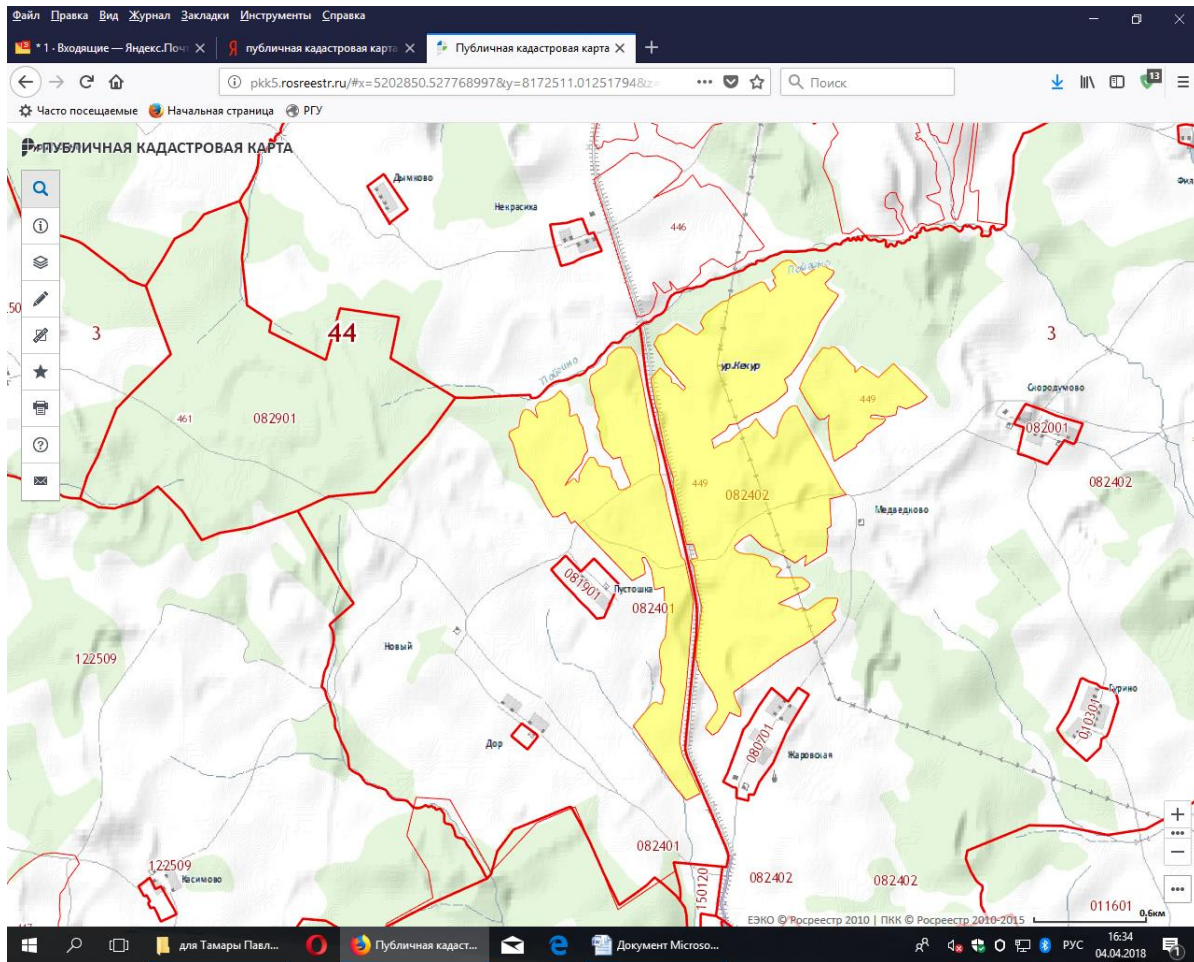 Файл Правка Вид Журнал Закладки Инструменты Справка
* 1 · Входящие — Яндекс.Почт
публичная кадастровая карта
Публичная кадастровая карта
pkk5.rosreestr.ru/#x=5202850.527768997&y=8172511.01251794&z=
Поиск
13
Часто посещаемые
Начальная страница
РГУ
ПУБЛИЧНАЯ КАДАСТРОВАЯ КАРТА
Дымково
Некрасиха
446
Пойгино
3
44
3
ур.Кекур
Пойгино
449
Скородумово
461
082901
082001
449
082402
082402
Медведково
081901
Пустошка
082401
122509
Новый
Гурино
010301
Дор
080701
Жаровская
082401
122509
Касимово
150120
082402
082402
011601
ЕЭКО © Росреестр 2010 | ПКК © Росреестр 2010-2015
0.6км
для Тамары Павл...
Публичная кадаст...
Документ Microso...
РУС
16:34
04.04.2018